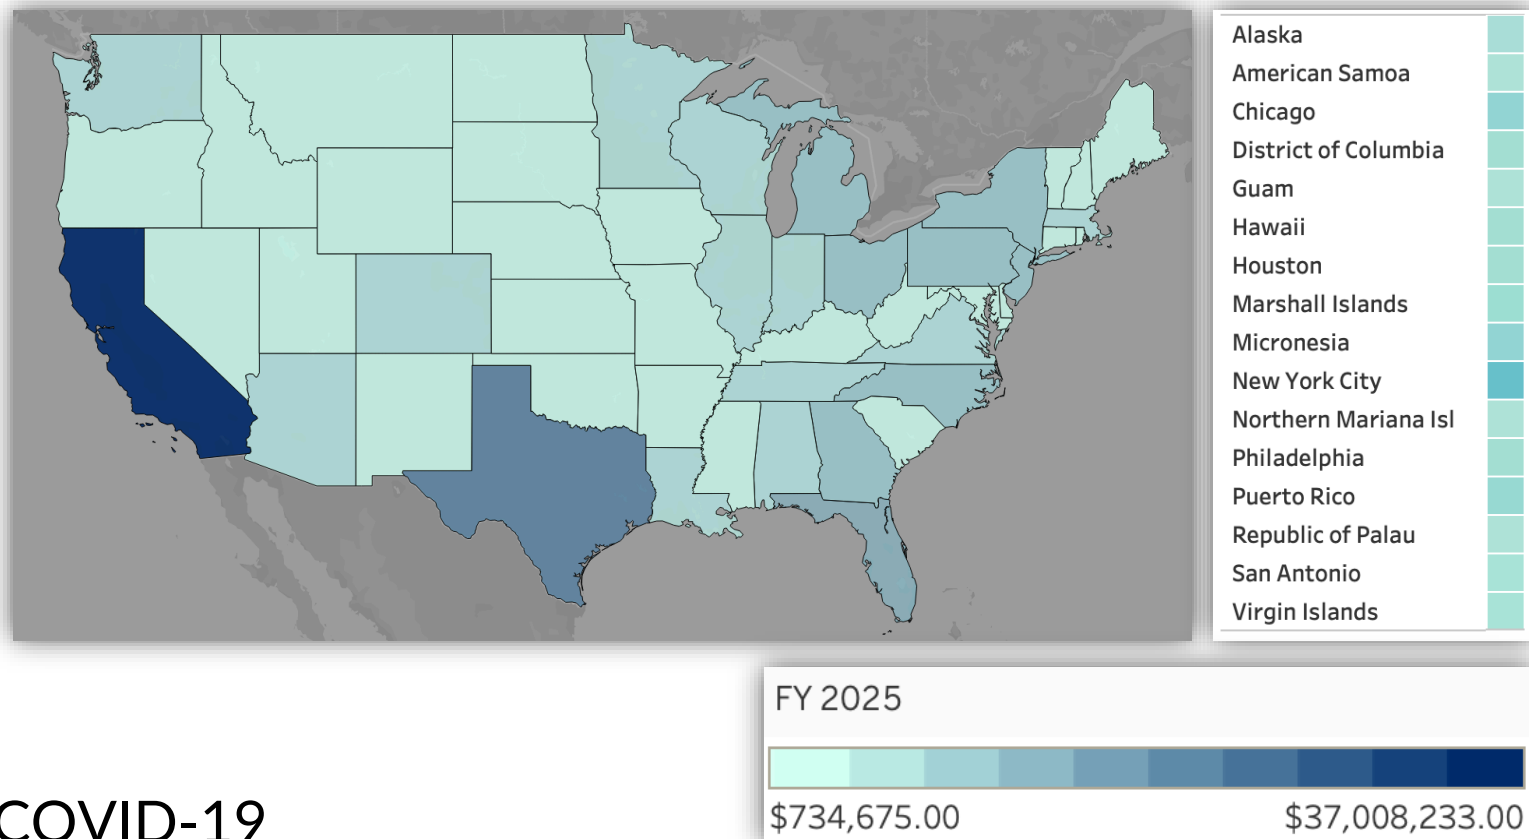 Alaska
American Samoa
Chicago
District of Columbia
Guam
Hawaii
Houston
Marshall Islands
Micronesia
New York City
Northern Mariana Isl
Philadelphia
Puerto Rico
Republic of Palau
San Antonio
Virgin Islands
FY 2025
$734,675.00 $37,008,233.00
COVID-19